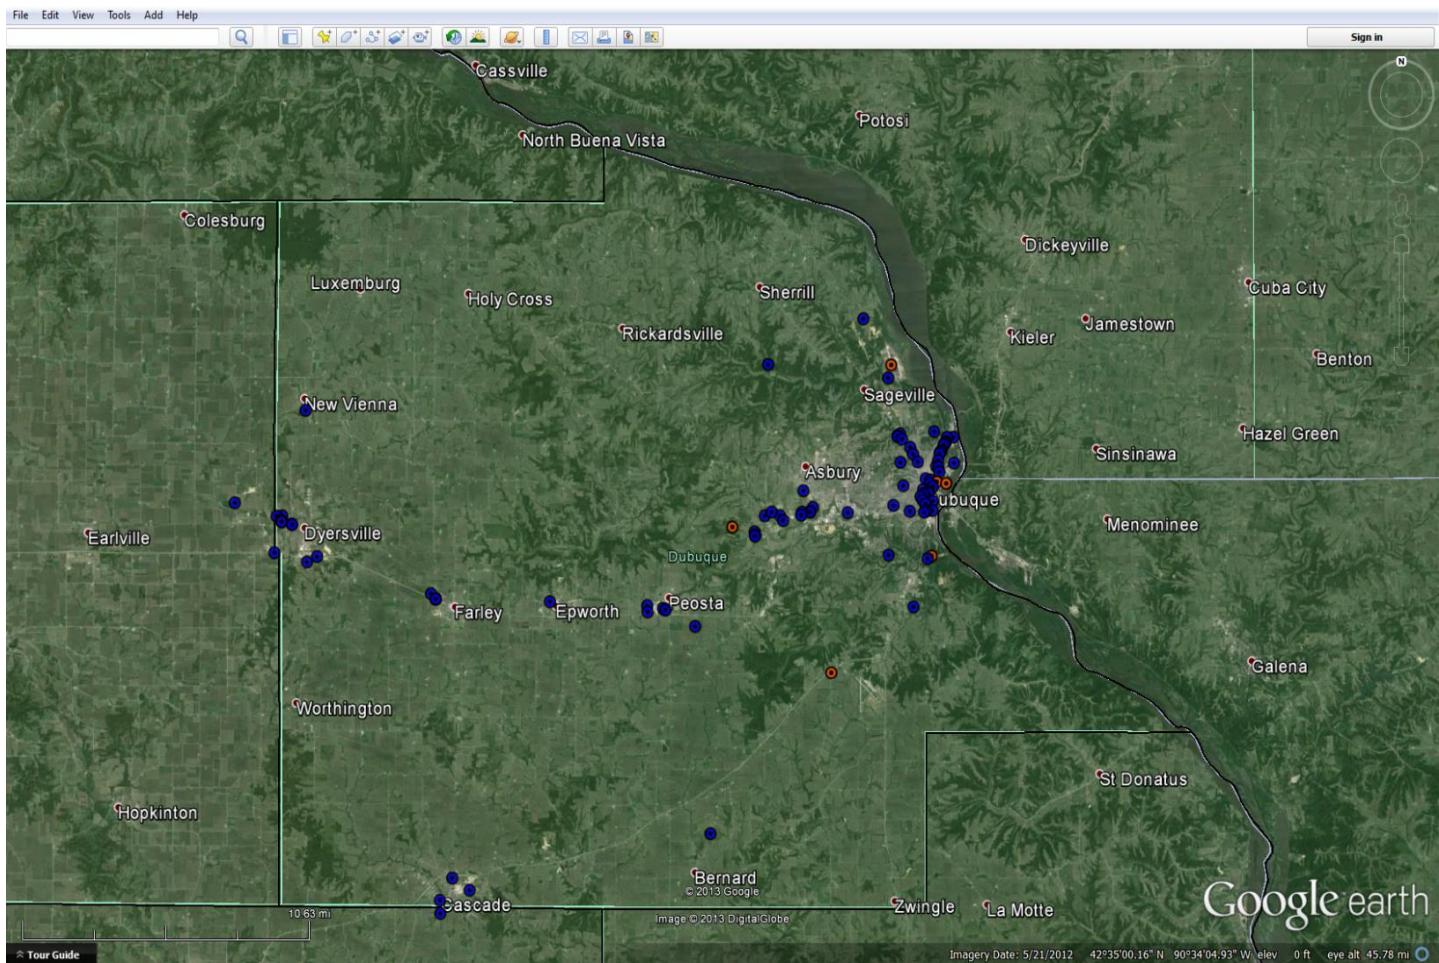 File Edit View Tools Add Help
Sign in
N
Cassville
Potosi
North Buena Vista
Colesburg
Dickeyville
Luxemburg
Holy Cross
Sherrill
Cuba City
Rickardsville
Kieler
Jamestown
Benton
New Vienna
Sageville
Hazel Green
Sinsinawa
Asbury
ubuque
Earlville
Dyersville
Menominee
Dubuque
Farley
Epworth
Peosta
Galena
Worthington
St Donatus
Hopkinton
Bernard
© 2013 Google
Cascade
Zwingle
La Motte
Google earth
10.63 mi
Image © 2013 DigitalGlobe
Tour Guide
Imagery Date: 5/21/2012 42°35'00.16" N 90°34'04.93" W elev 0 ft eye alt 45.78 mi